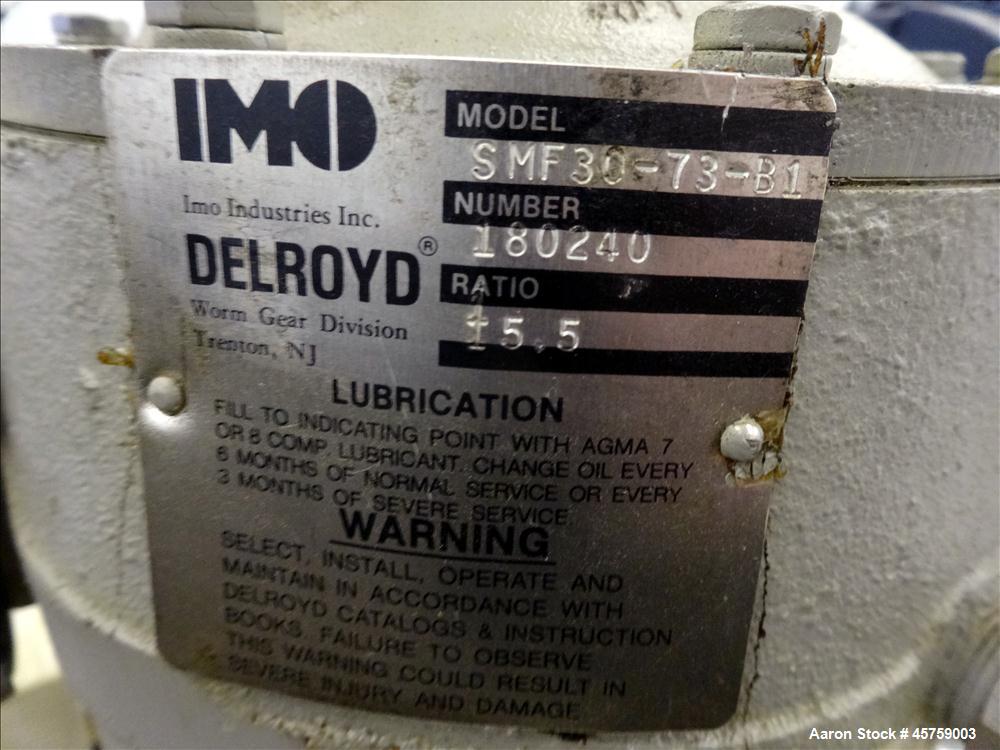 IMO
Imo Industries Inc.
DELROYD®
Worm Gear Division
Trenton, NJ
MODEL
SMF30-73-B1
NUMBER
180240
RATIO
15.5
LUBRICATION
FILL TO INDICATING POINT WITH AGMA 7
OR 8 COMP. LUBRICANT. CHANGE OIL EVERY
6 MONTHS OF NORMAL SERVICE OR EVERY
3 MONTHS OF SEVERE SERVICE.
WARNING
SELECT, INSTALL, OPERATE AND
MAINTAIN IN ACCORDANCE WITH
DELROYD CATALOGS & INSTRUCTION
BOOKS. FAILURE TO OBSERVE
THIS WARNING COULD RESULT IN
SEVERE INJURY AND DAMAGE
Aaron Stock # 45759003